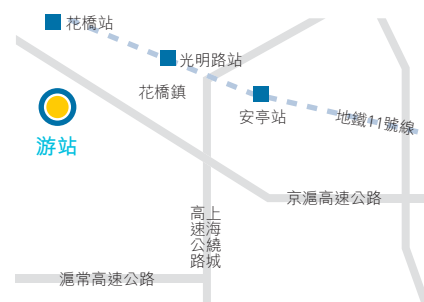 花橋站
光明路站
花橋鎮
安亭站
地鐵11號線
游站
京滬高速公路
上海繞城
高速公路
滬常高速公路